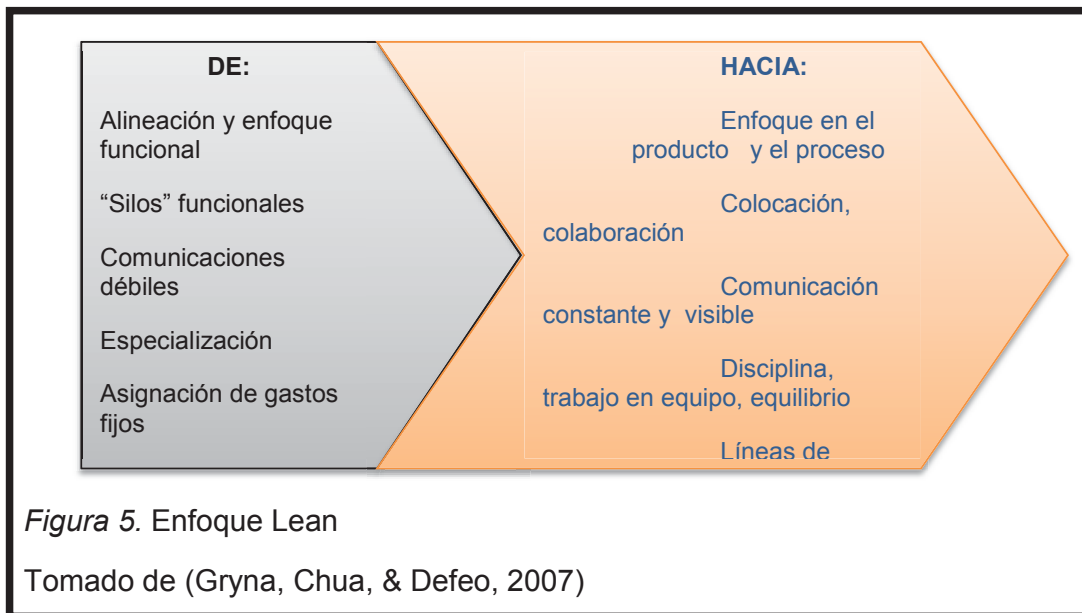 DE:
Alineación y enfoque
funcional
“Silos” funcionales
Comunicaciones
débiles
Especialización
Asignación de gastos
fijos
HACIA:
Enfoque en el
producto y el proceso
Colocación,
colaboración
Comunicación
constante y visible
Disciplina,
trabajo en equipo, equilibrio
Líneas de
Figura 5. Enfoque Lean
Tomado de (Gryna, Chua, & Defeo, 2007)